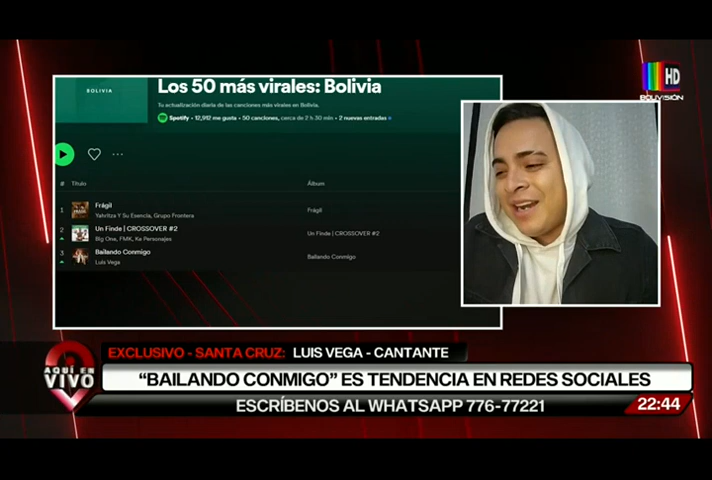 HD
BOLIVISIÓN
BOLIVIA
Los 50 más virales: Bolivia
Tu actualización diaria de las canciones más virales en Bolivia.
Spotify • 12,912 me gusta • 50 canciones, cerca de 2 h 30 min • 2 nuevas entradas
# Título Álbum
1 Frágil Frágil
Yahritza Y Su Esencia, Grupo Frontera
2 Un Finde | CROSSOVER #2 Un Finde | CROSSOVER #2
Big One, FMK, Ke Personajes
3 Bailando Conmigo Bailando Conmigo
Luis Vega
AQUÍ EN
VIVO
EXCLUSIVO - SANTA CRUZ: LUIS VEGA - CANTANTE
“BAILANDO CONMIGO” ES TENDENCIA EN REDES SOCIALES
ESCRÍBENOS AL WHATSAPP 776-77221
22:44